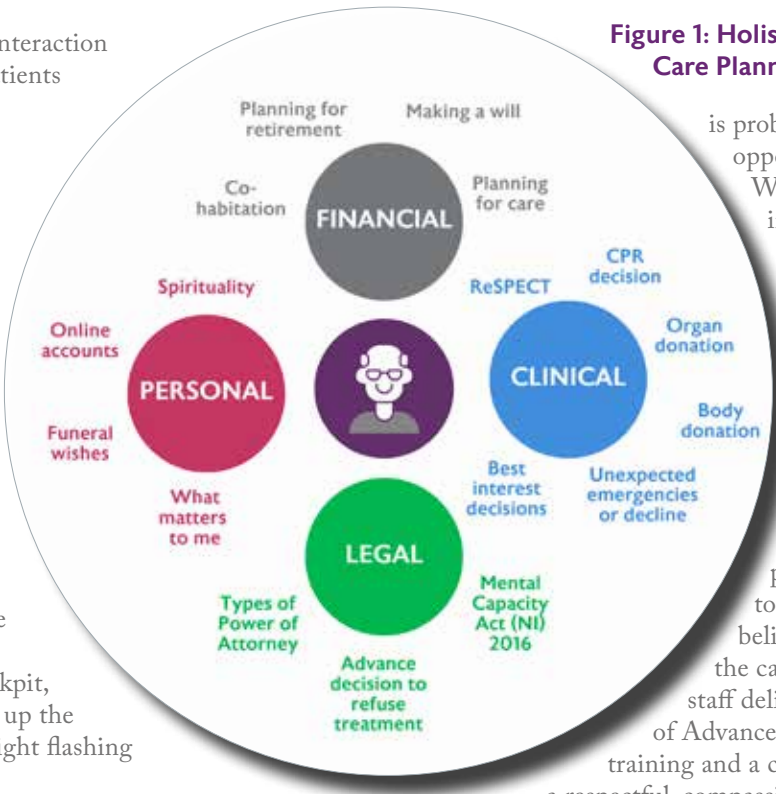 nteraction
tients
Figure 1: Holis
Care Plann
is prob
oppo
W
i
Planning for
retirement
Making a will
Co-
habitation
FINANCIAL
Planning
for care
Spirituality
Online
accounts
PERSONAL
Funeral
wishes
What
matters
to me
ReSPECT
CPR
decision
Organ
donation
CLINICAL
Body
donation
Best
interest
decisions
Unexpected
emergencies
or decline
LEGAL
Types of
Power of
Attorney
Mental
Capacity
Act (NI)
2016
Advance
decision to
refuse
treatment
e
kpit,
up the
ight flashing
to
beli
the ca
staff deli
of Advance
training and a c